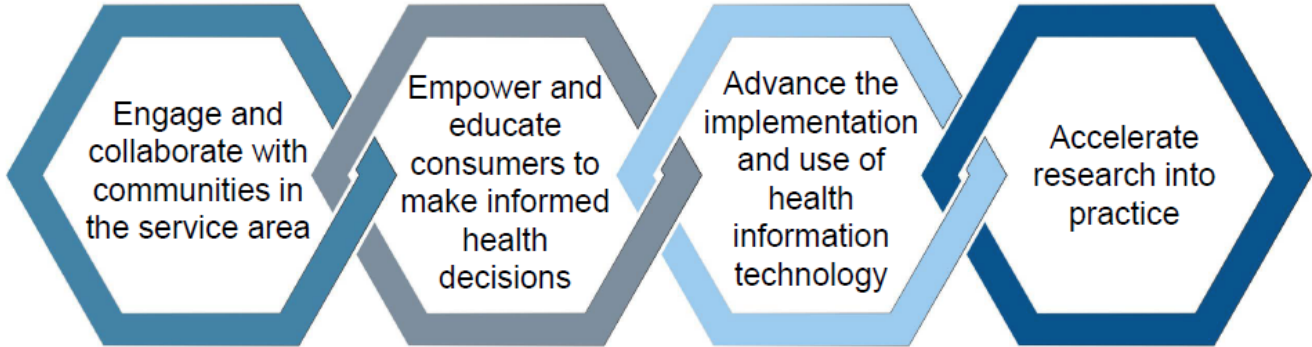 Engage and
collaborate with
communities in
the service area
Empower and
educate
consumers to
make informed
health
decisions
Advance the
implementation
and use of
health
information
technology
Accelerate
research into
practice